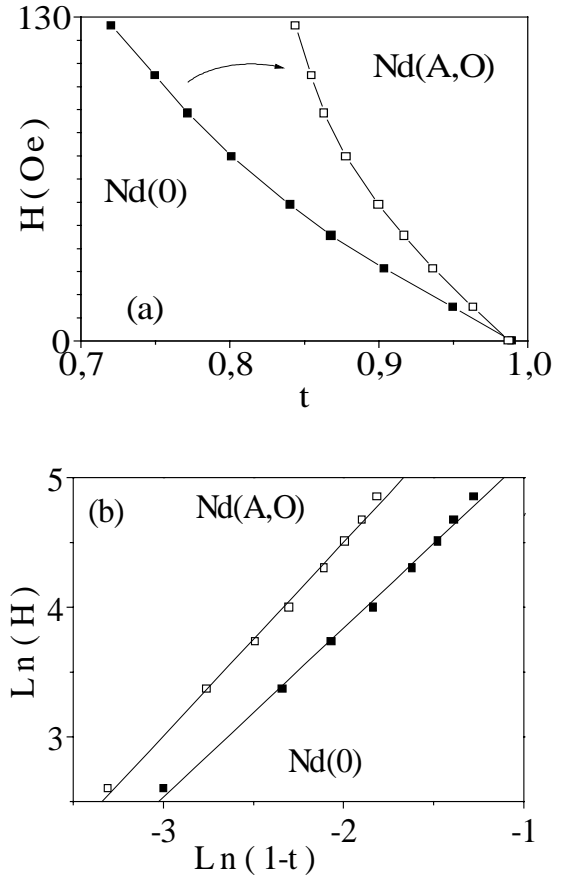 130
Nd(A,O)
H(Oe)
Nd(0)
(a)
0
0,7 0,8 0,9 1,0
t
5
(b) Nd(A,O)
4
Ln(H)
3
Nd(0)
-3 -2 -1
Ln(1-t)